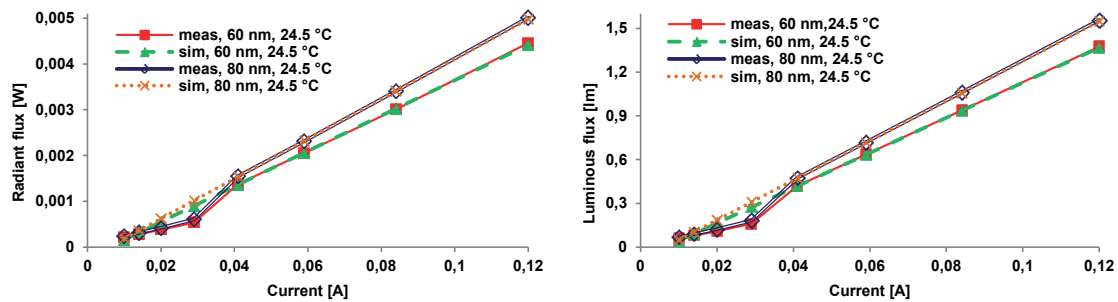 0,005
0,004
0,003
0,002
0,001
0
Radiant flux [W]
meas, 60 nm,24.5 °C
sim, 60 nm, 24.5 °C
meas, 80 nm, 24.5 °C
sim, 80 nm, 24.5 °C
0 0,02 0,04 0,06 0,08 0,1 0,12
Current [A]
1,5
1,2
0,9
0,6
0,3
0
Luminous flux [lm]
meas, 60 nm,24.5 °C
sim, 60 nm, 24.5 °C
meas, 80 nm, 24.5 °C
sim, 80 nm, 24.5 °C
0 0,02 0,04 0,06 0,08 0,1 0,12
Current [A]